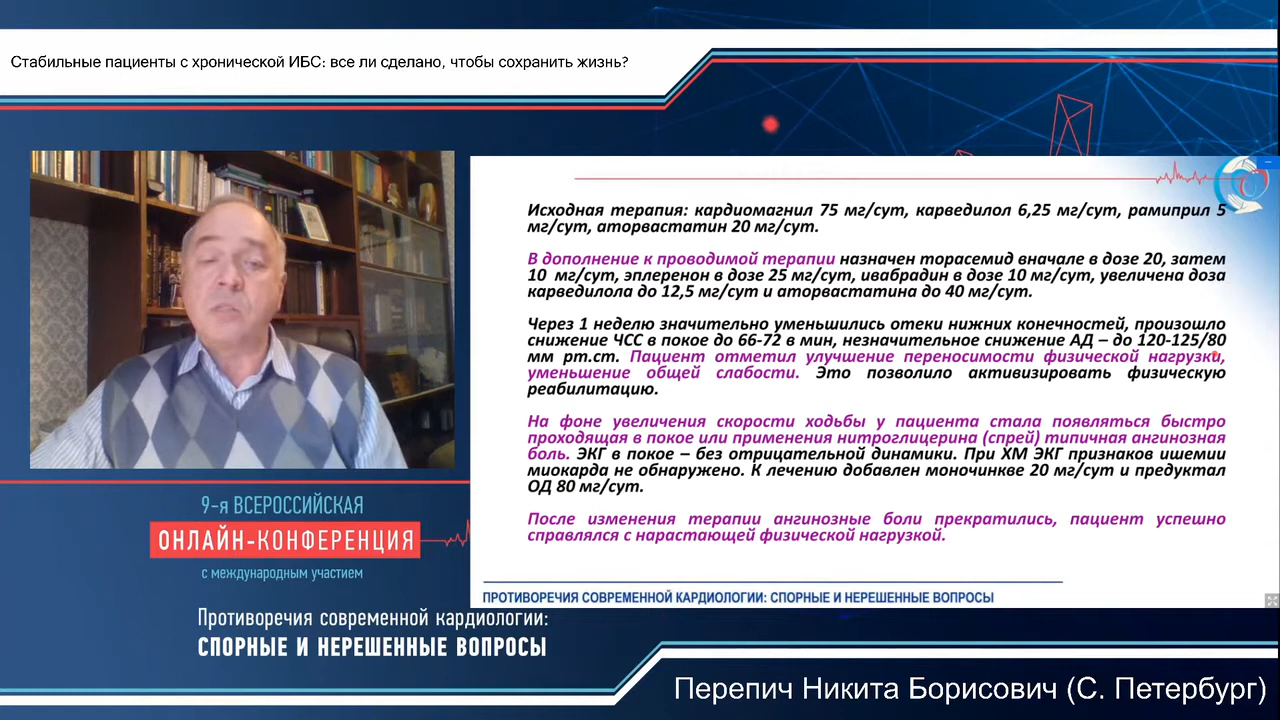 Стабильные пациенты с хронической ИБС: все ли сделано, чтобы сохранить жизнь?
Исходная терапия: кардиомагнил 75 мг/сут, карведилол 6,25 мг/сут, рамиприл 5
мг/сут, аторвастатин 20 мг/сут.
В дополнение к проводимой терапии назначен торасемид вначале в дозе 20, затем
10 мг/сут, эплеренон в дозе 25 мг/сут, ивабрадин в дозе 10 мг/сут, увеличена доза
карведилола до 12,5 мг/сут и аторвастатина до 40 мг/сут.
Через 1 неделю значительно уменьшились отеки нижних конечностей, произошло
снижение ЧСС в покое до 66-72 в мин, незначительное снижение АД – до 120-125/80
мм рт.ст. Пациент отметил улучшение переносимости физической нагрузки,
уменьшение общей слабости. Это позволило активизировать физическую
реабилитацию.
На фоне увеличения скорости ходьбы у пациента стала появляться быстро
проходящая в покое или применения нитроглицерина (спрей) типичная ангинозная
боль. ЭКГ в покое – без отрицательной динамики. При ХМ ЭКГ признаков ишемии
миокарда не обнаружено. К лечению добавлен моночинкве 20 мг/сут и предуктал
ОД 80 мг/сут.
После изменения терапии ангинозные боли прекратились, пациент успешно
справлялся с нарастающей физической нагрузкой.
ПРОТИВОРЕЧИЯ СОВРЕМЕННОЙ КАРДИОЛОГИИ: СПОРНЫЕ И НЕРЕШЕННЫЕ ВОПРОСЫ
9-я ВСЕРОССИЙСКАЯ
ОНЛАЙН-КОНФЕРЕНЦИЯ
с международным участием
Противоречия современной кардиологии:
СПОРНЫЕ И НЕРЕШЕННЫЕ ВОПРОСЫ
Перепич Никита Борисович (С. Петербург)